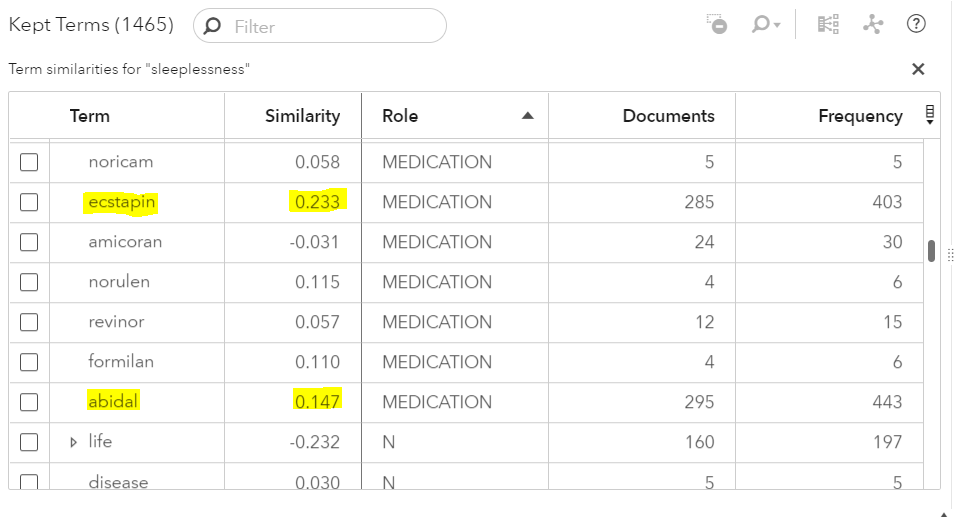 Kept Terms (1465) Filter
Term similarities for "sleeplessness"
Term Similarity Role Documents Frequency
noricam 0.058 MEDICATION 5 5
ecstapin 0.233 MEDICATION 285 403
amicoran -0.031 MEDICATION 24 30
norulen 0.115 MEDICATION 4 6
revinor 0.057 MEDICATION 12 15
formilan 0.110 MEDICATION 4 6
abidal 0.147 MEDICATION 295 443
life -0.232 N 160 197
disease 0.030 N 5 5